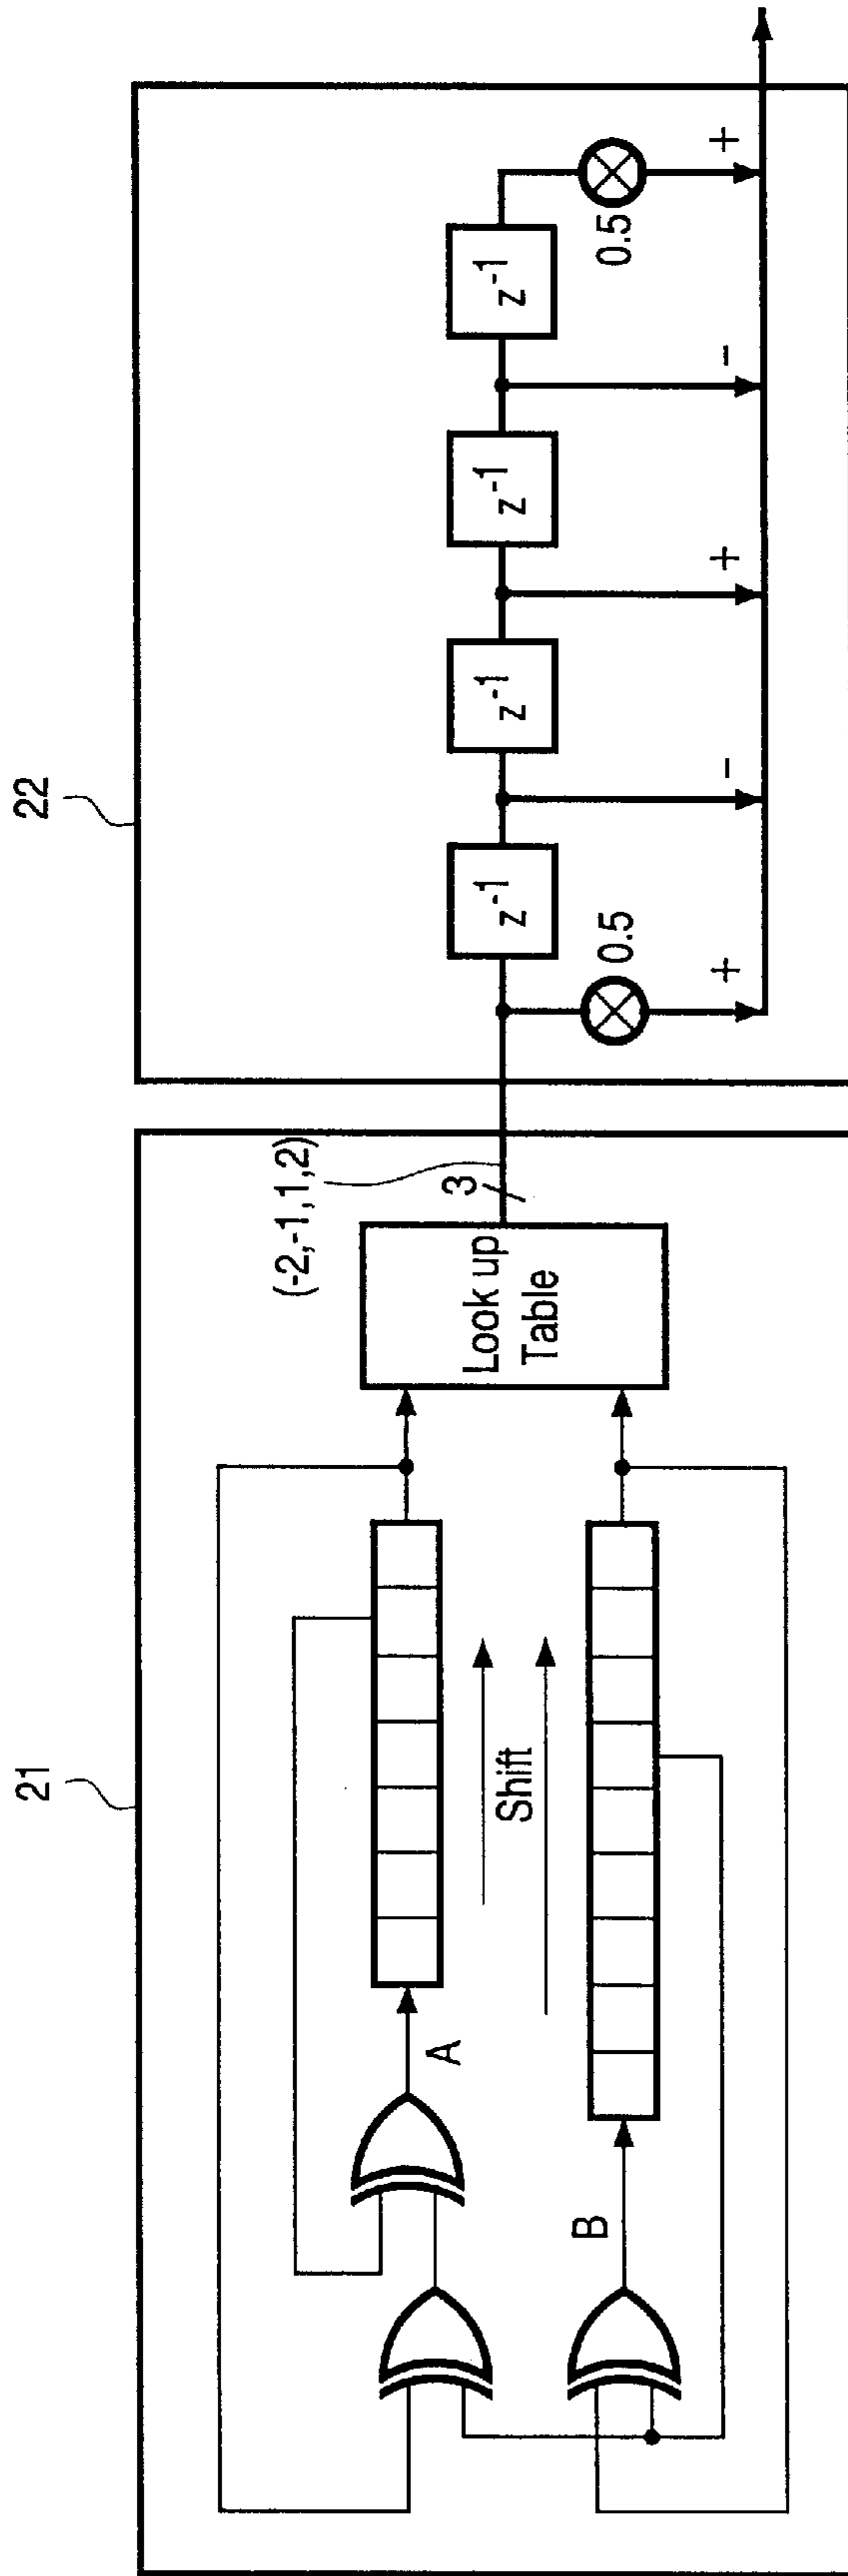 21
22
A
B
Shift
Look up
Table
(-2,-1,1,2)
3
z-1
z-1
z-1
z-1
0.5
0.5
+
-
+
-
+